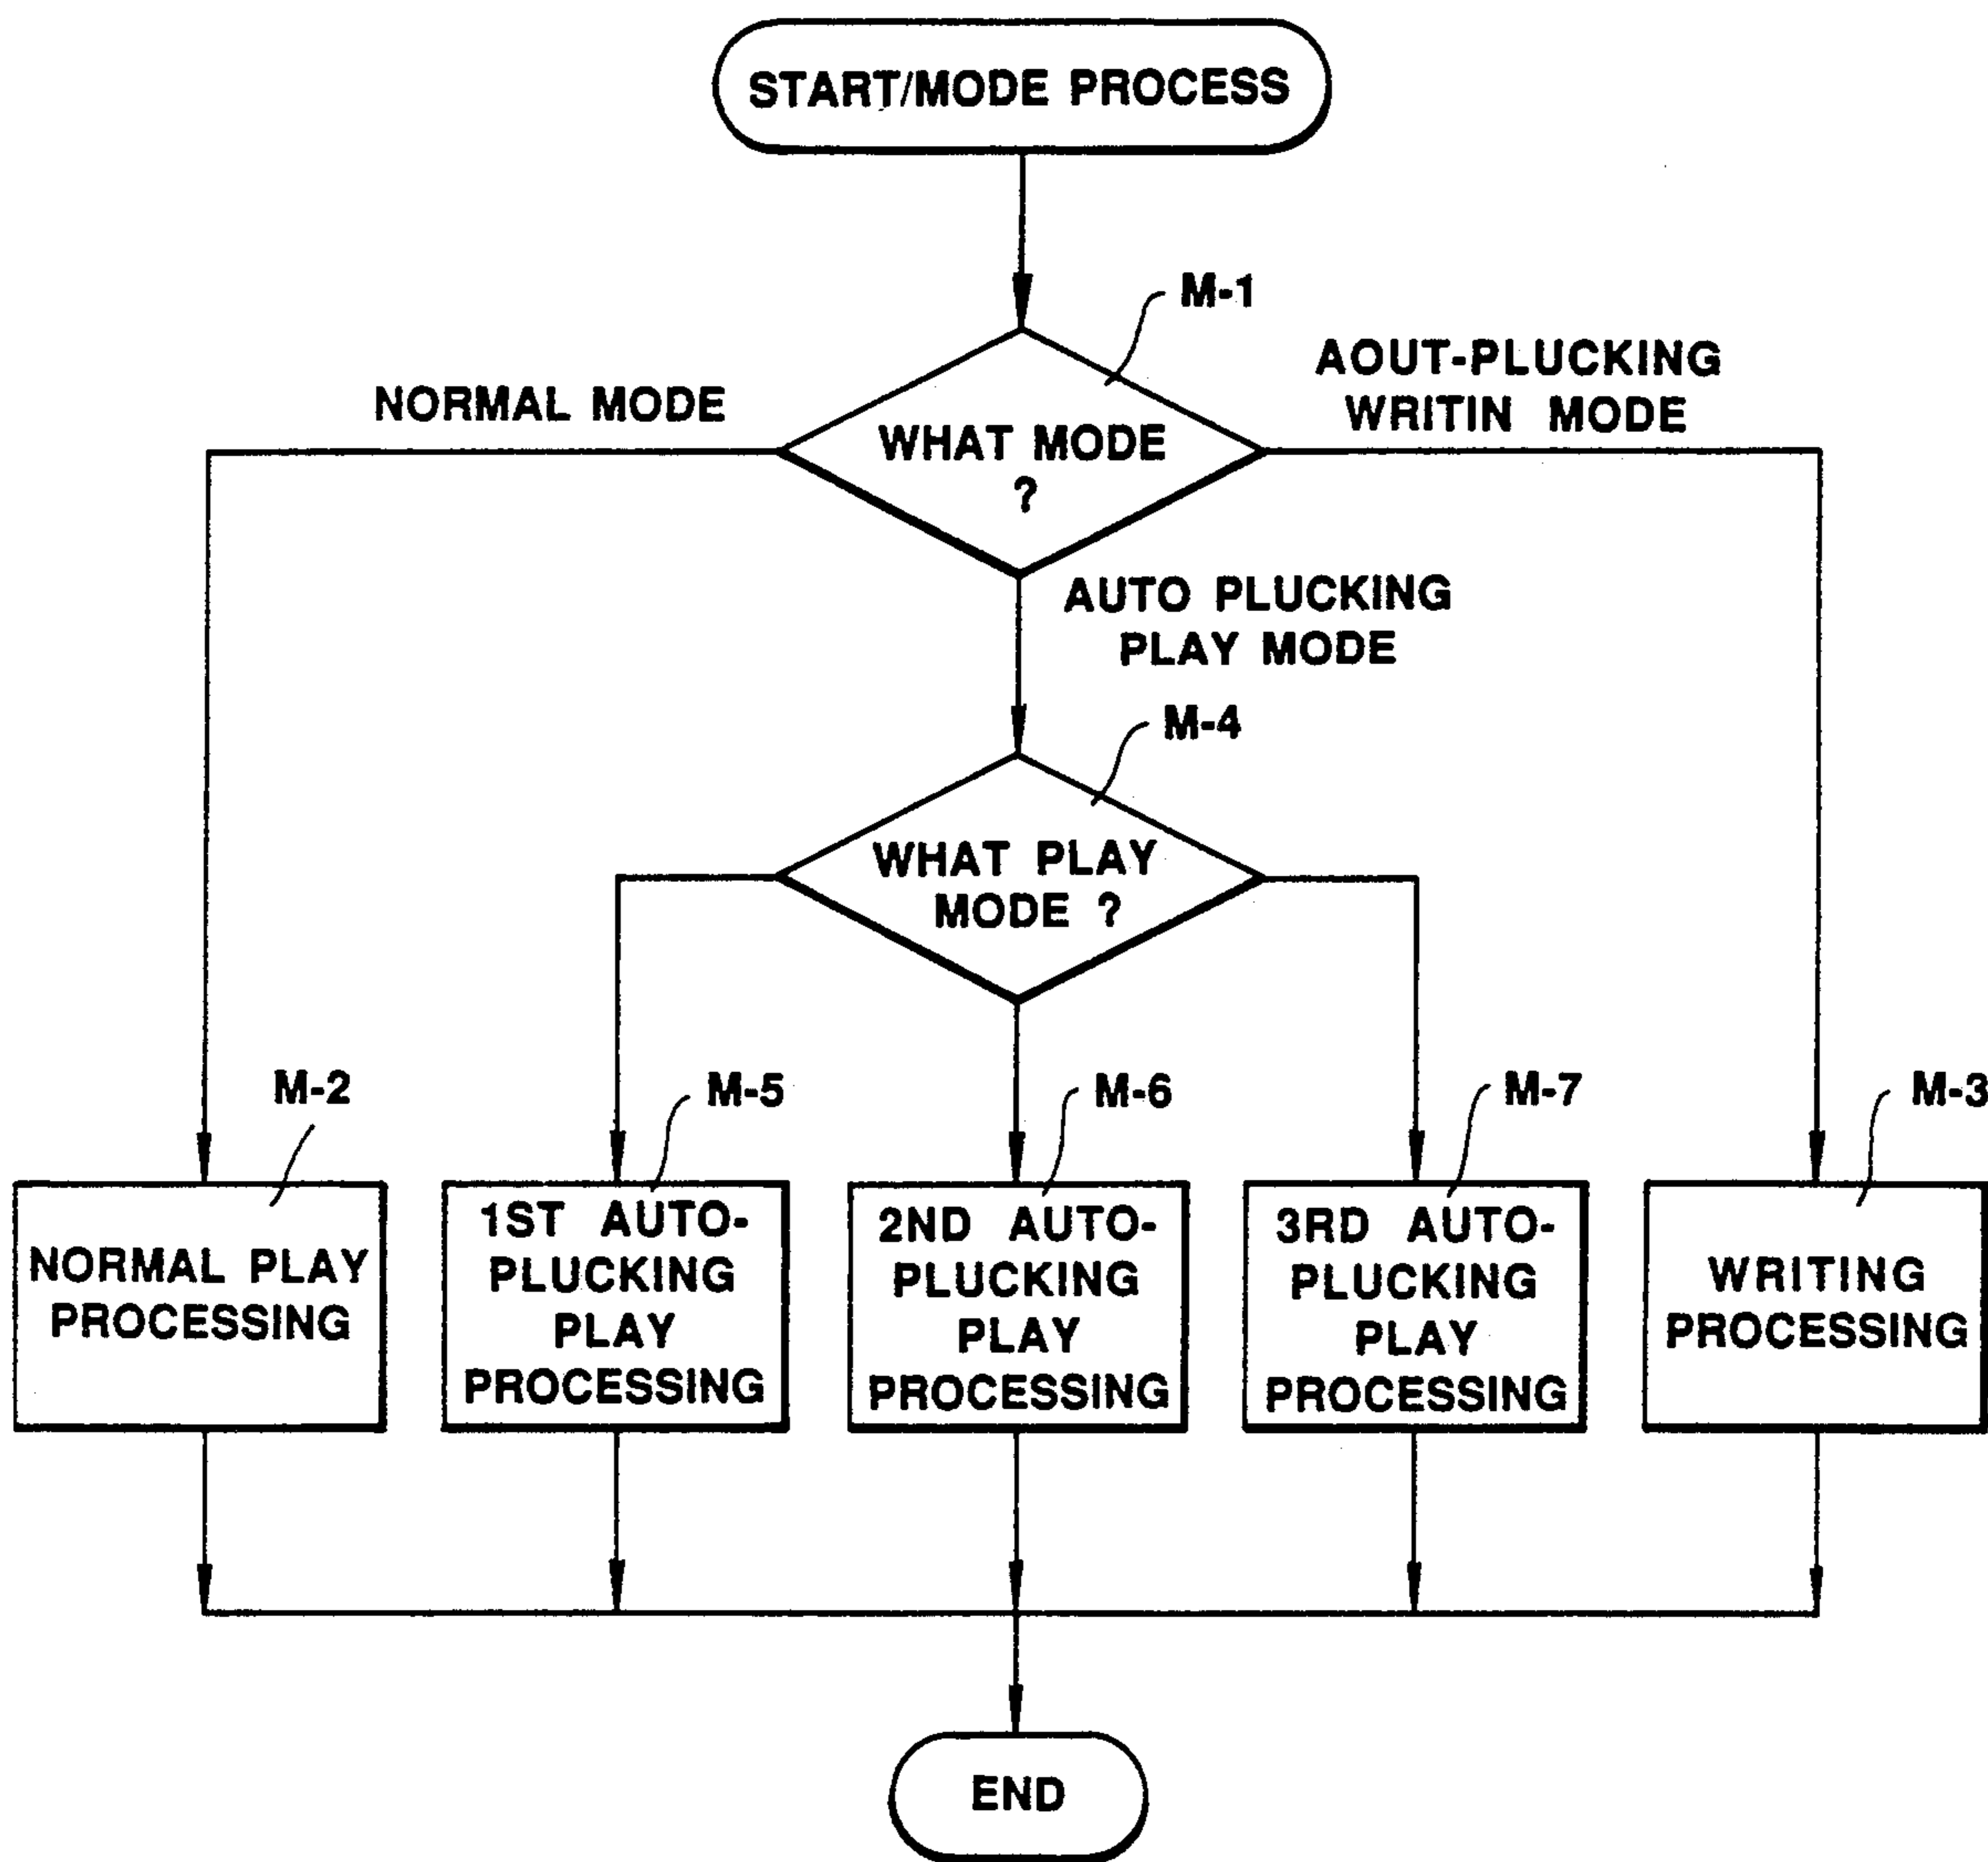 START/MODE PROCESS
M-1
NORMAL MODE
AOUT-PLUCKING
WRITIN MODE
WHAT MODE
?
AUTO PLUCKING
PLAY MODE
M-4
WHAT PLAY
MODE ?
M-2
M-5
M-6
M-7
M-3
NORMAL PLAY
PROCESSING
1ST AUTO-
PLUCKING
PLAY
PROCESSING
2ND AUTO-
PLUCKING
PLAY
PROCESSING
3RD AUTO-
PLUCKING
PLAY
PROCESSING
WRITING
PROCESSING
END